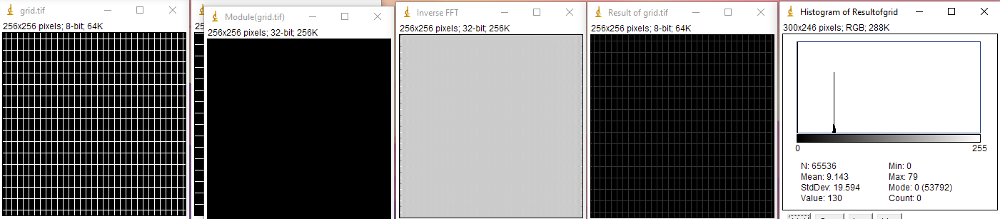 grid.tif
256x256 pixels; 8-bit; 64K
Module(grid.tif)
256x256 pixels; 32-bit; 256K
Inverse FFT
256x256 pixels; 32-bit; 256K
Result of grid.tif
256x256 pixels; 8-bit; 64K
Histogram of Resultofgrid
300x246 pixels; RGB; 288K
0 255
N: 65536 Min: 0
Mean: 9.143 Max: 79
StdDev: 19.594 Mode: 0 (53792)
Value: 130 Count: 0